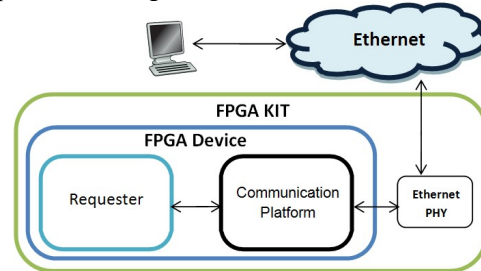 Ethernet
FPGA KIT
FPGA Device
Requester
Communication
Platform
Ethernet
PHY